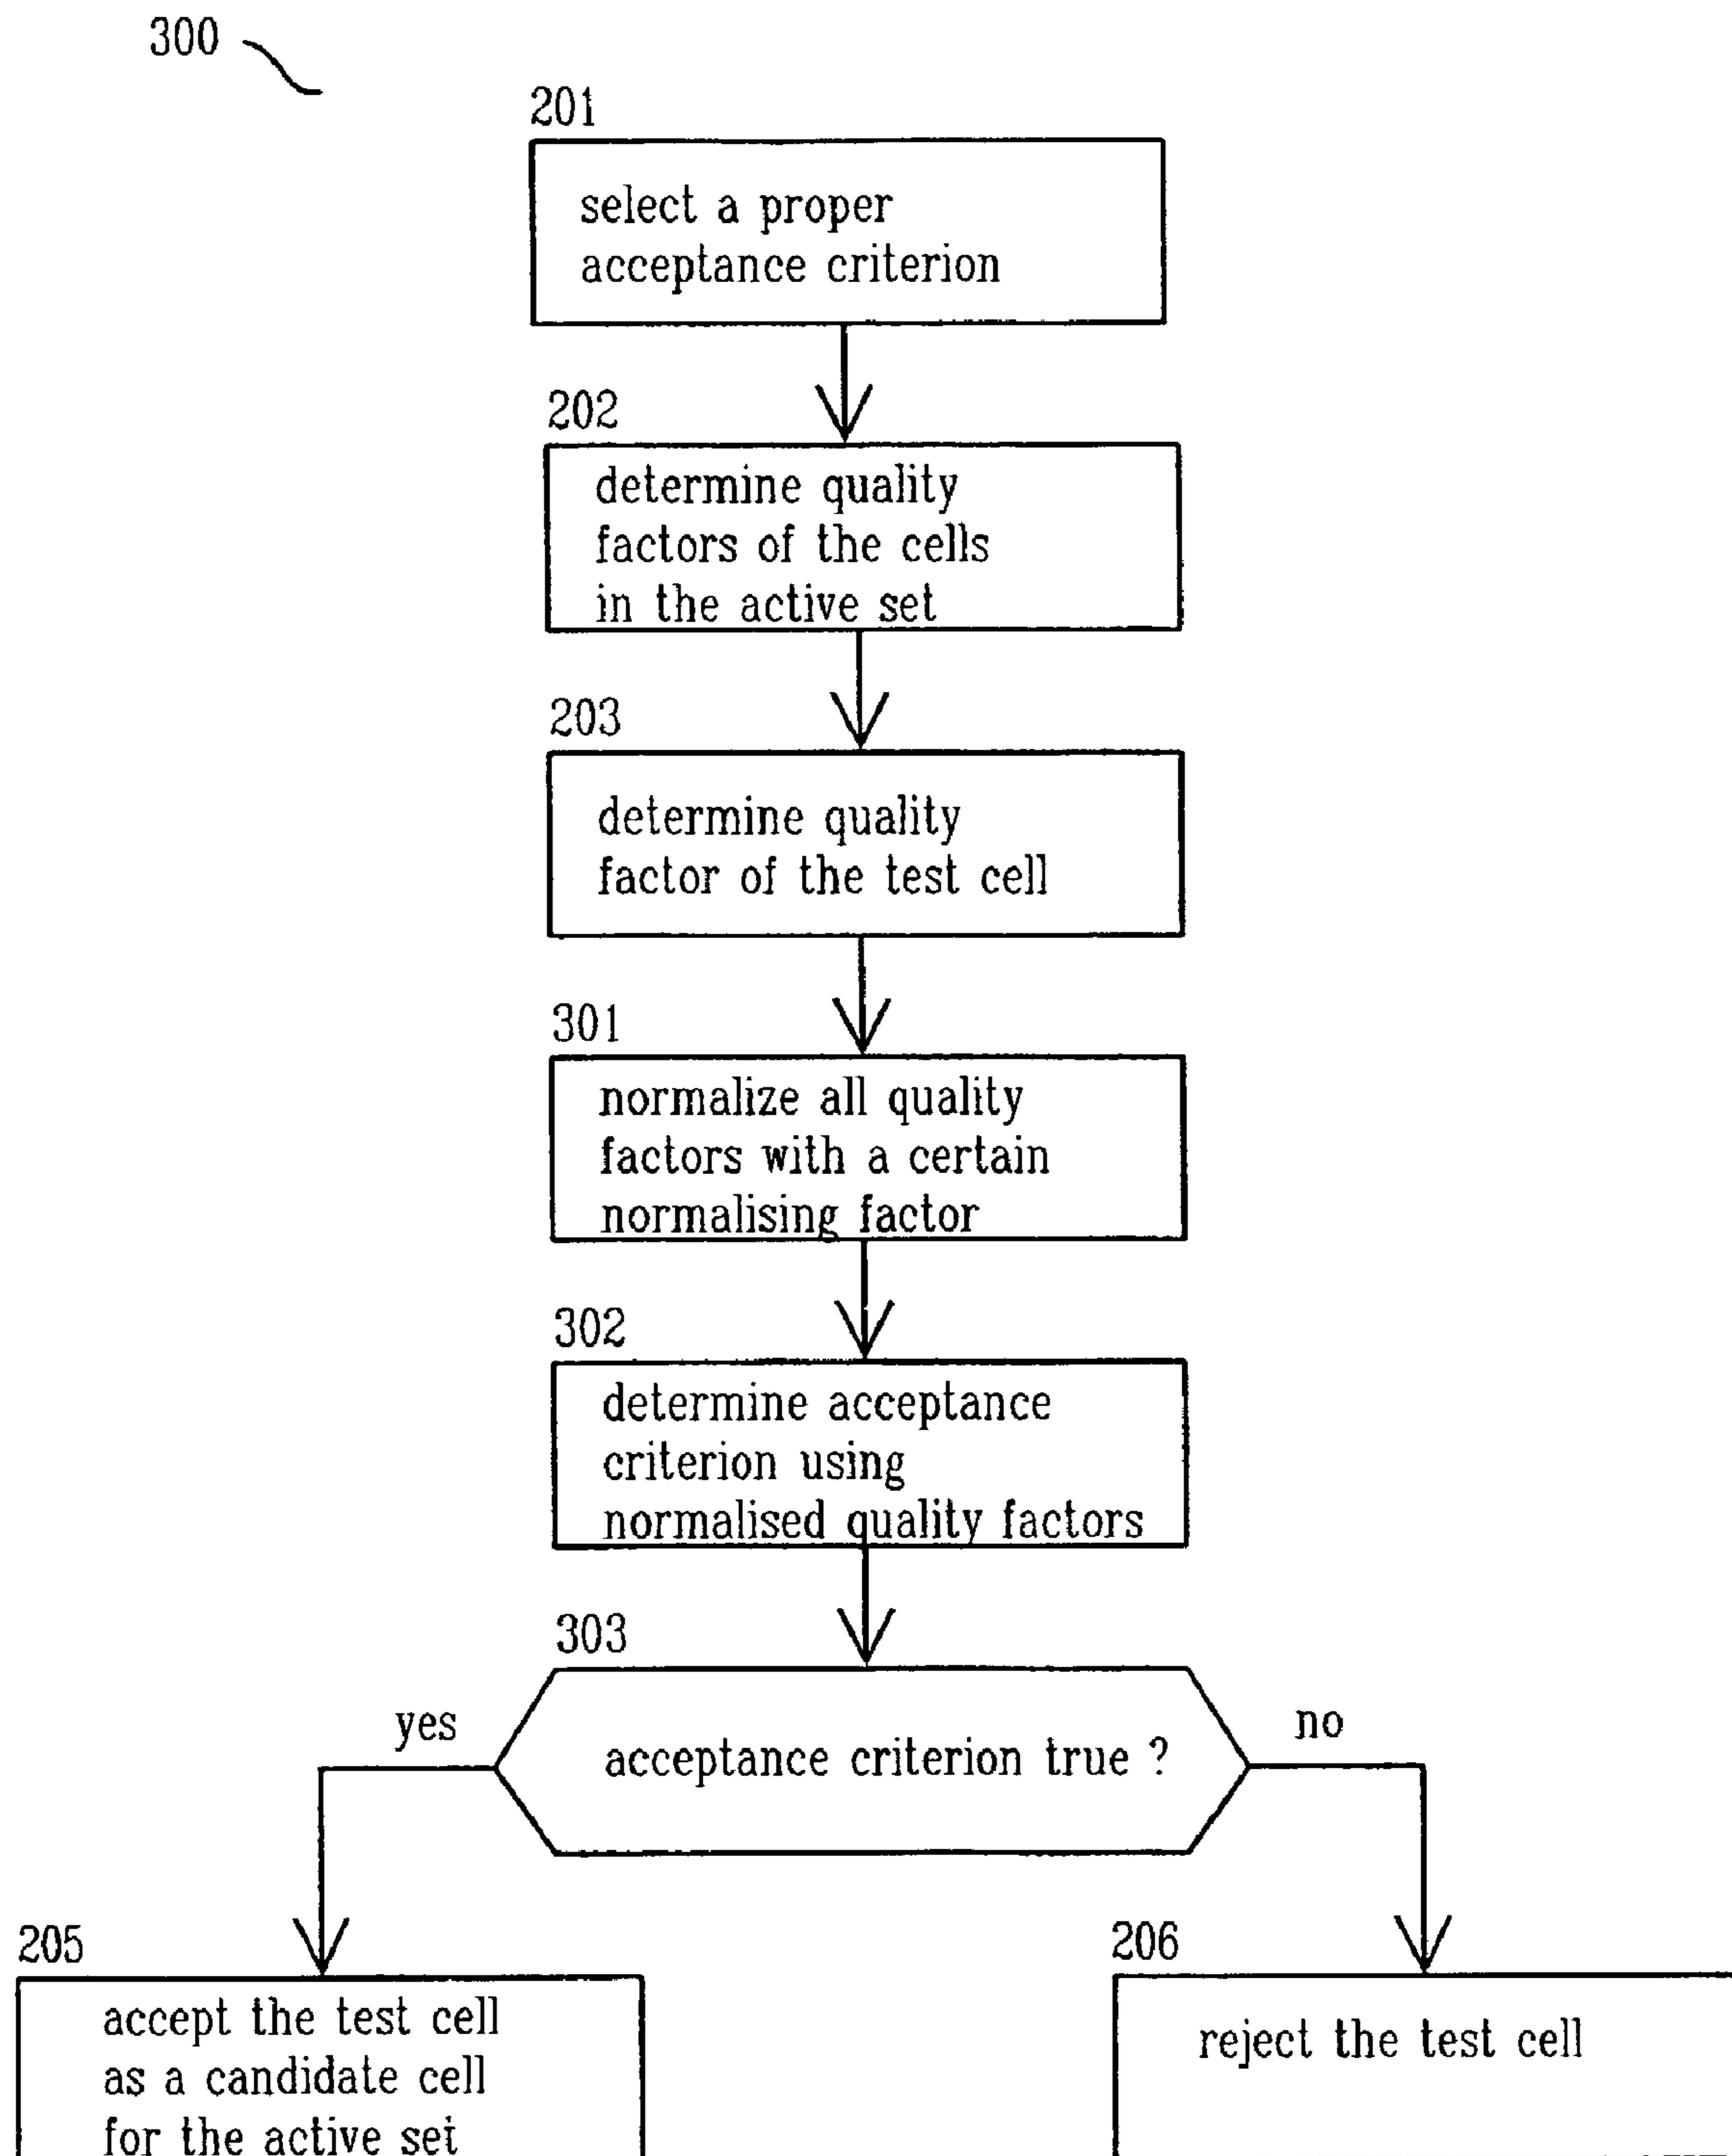 300
201
select a proper
acceptance criterion
202
determine quality
factors of the cells
in the active set
203
determine quality
factor of the test cell
301
normalize all quality
factors with a certain
normalising factor
302
determine acceptance
criterion using
normalised quality factors
303
yes
acceptance criterion true ?
no
205
accept the test cell
as a candidate cell
for the active set
206
reject the test cell